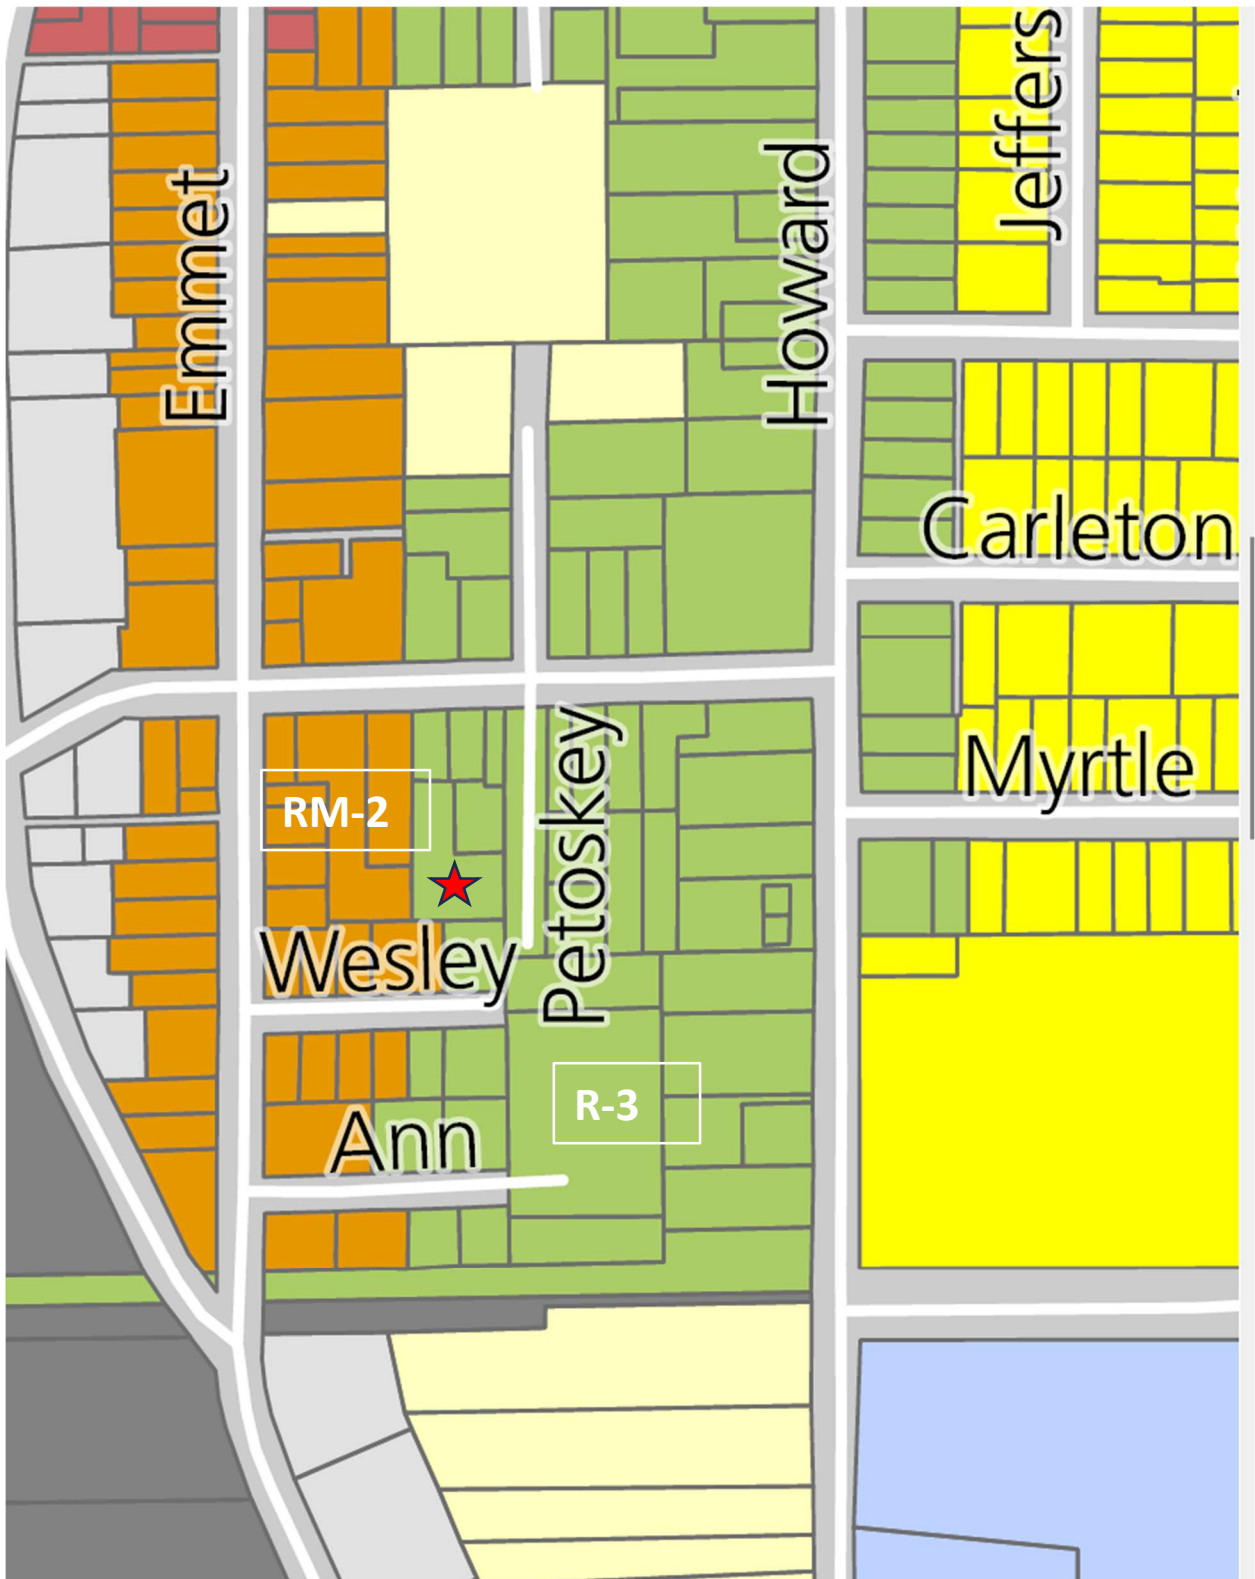 Jeffers
Howard
Emmet
Carleton
Myrtle
Petoskey
RM-2
Wesley
R-3
Ann